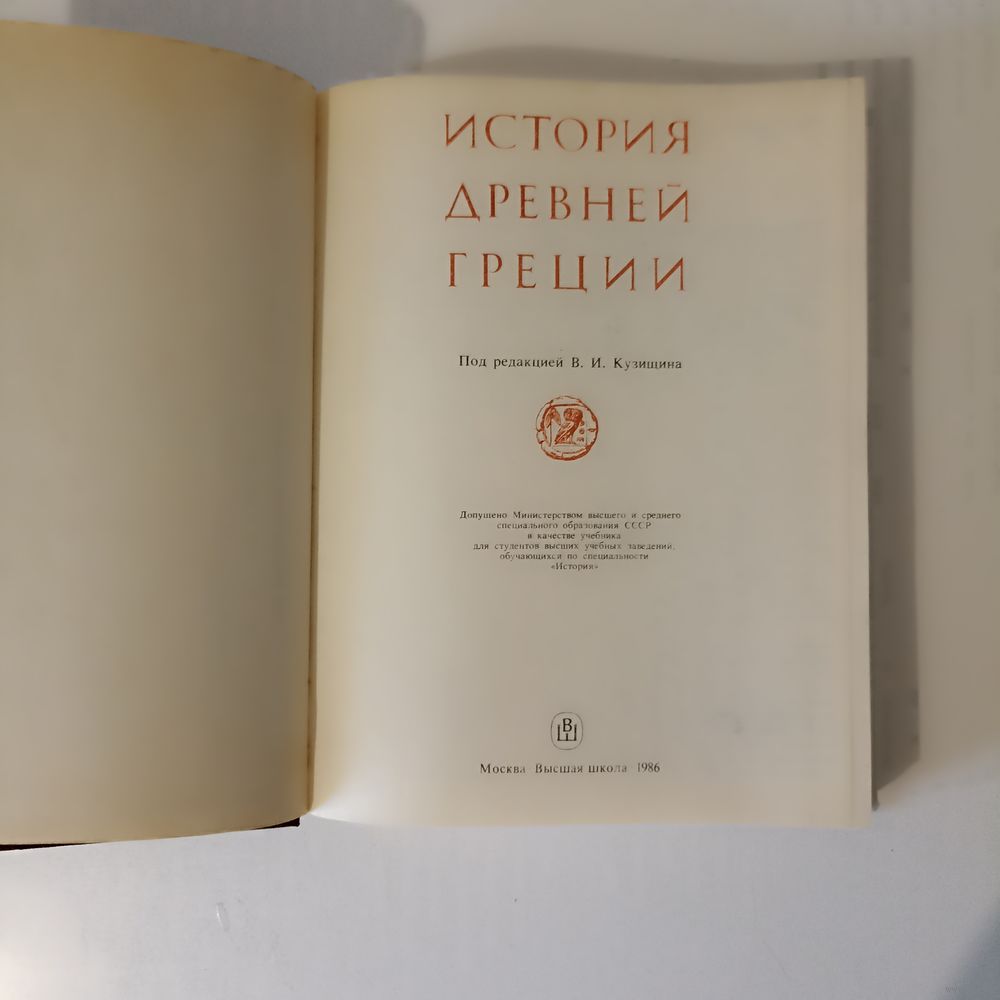 ИСТОРИЯ
ДРЕВНЕЙ
ГРЕЦИИ
Под редакцией В. И. Кузищина
Допущено Министерством высшего и среднего
специального образования СССР
в качестве учебника
для студентов высших учебных заведений,
обучающихся по специальности
«История»
В
Ш
Москва Высшая школа 1986